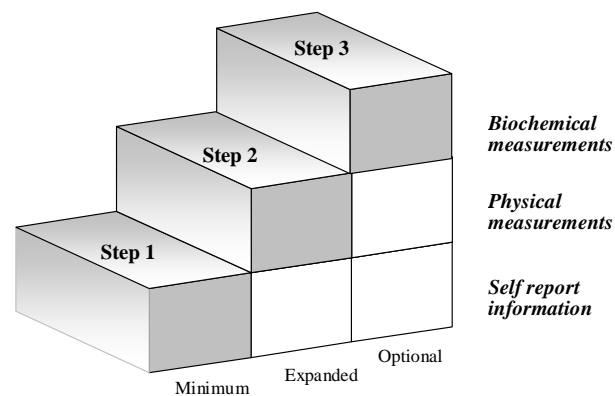 Step 3
Biochemical
measurements
Step 2
Physical
measurements
Step 1
Self report
information
Minimum
Expanded
Optional